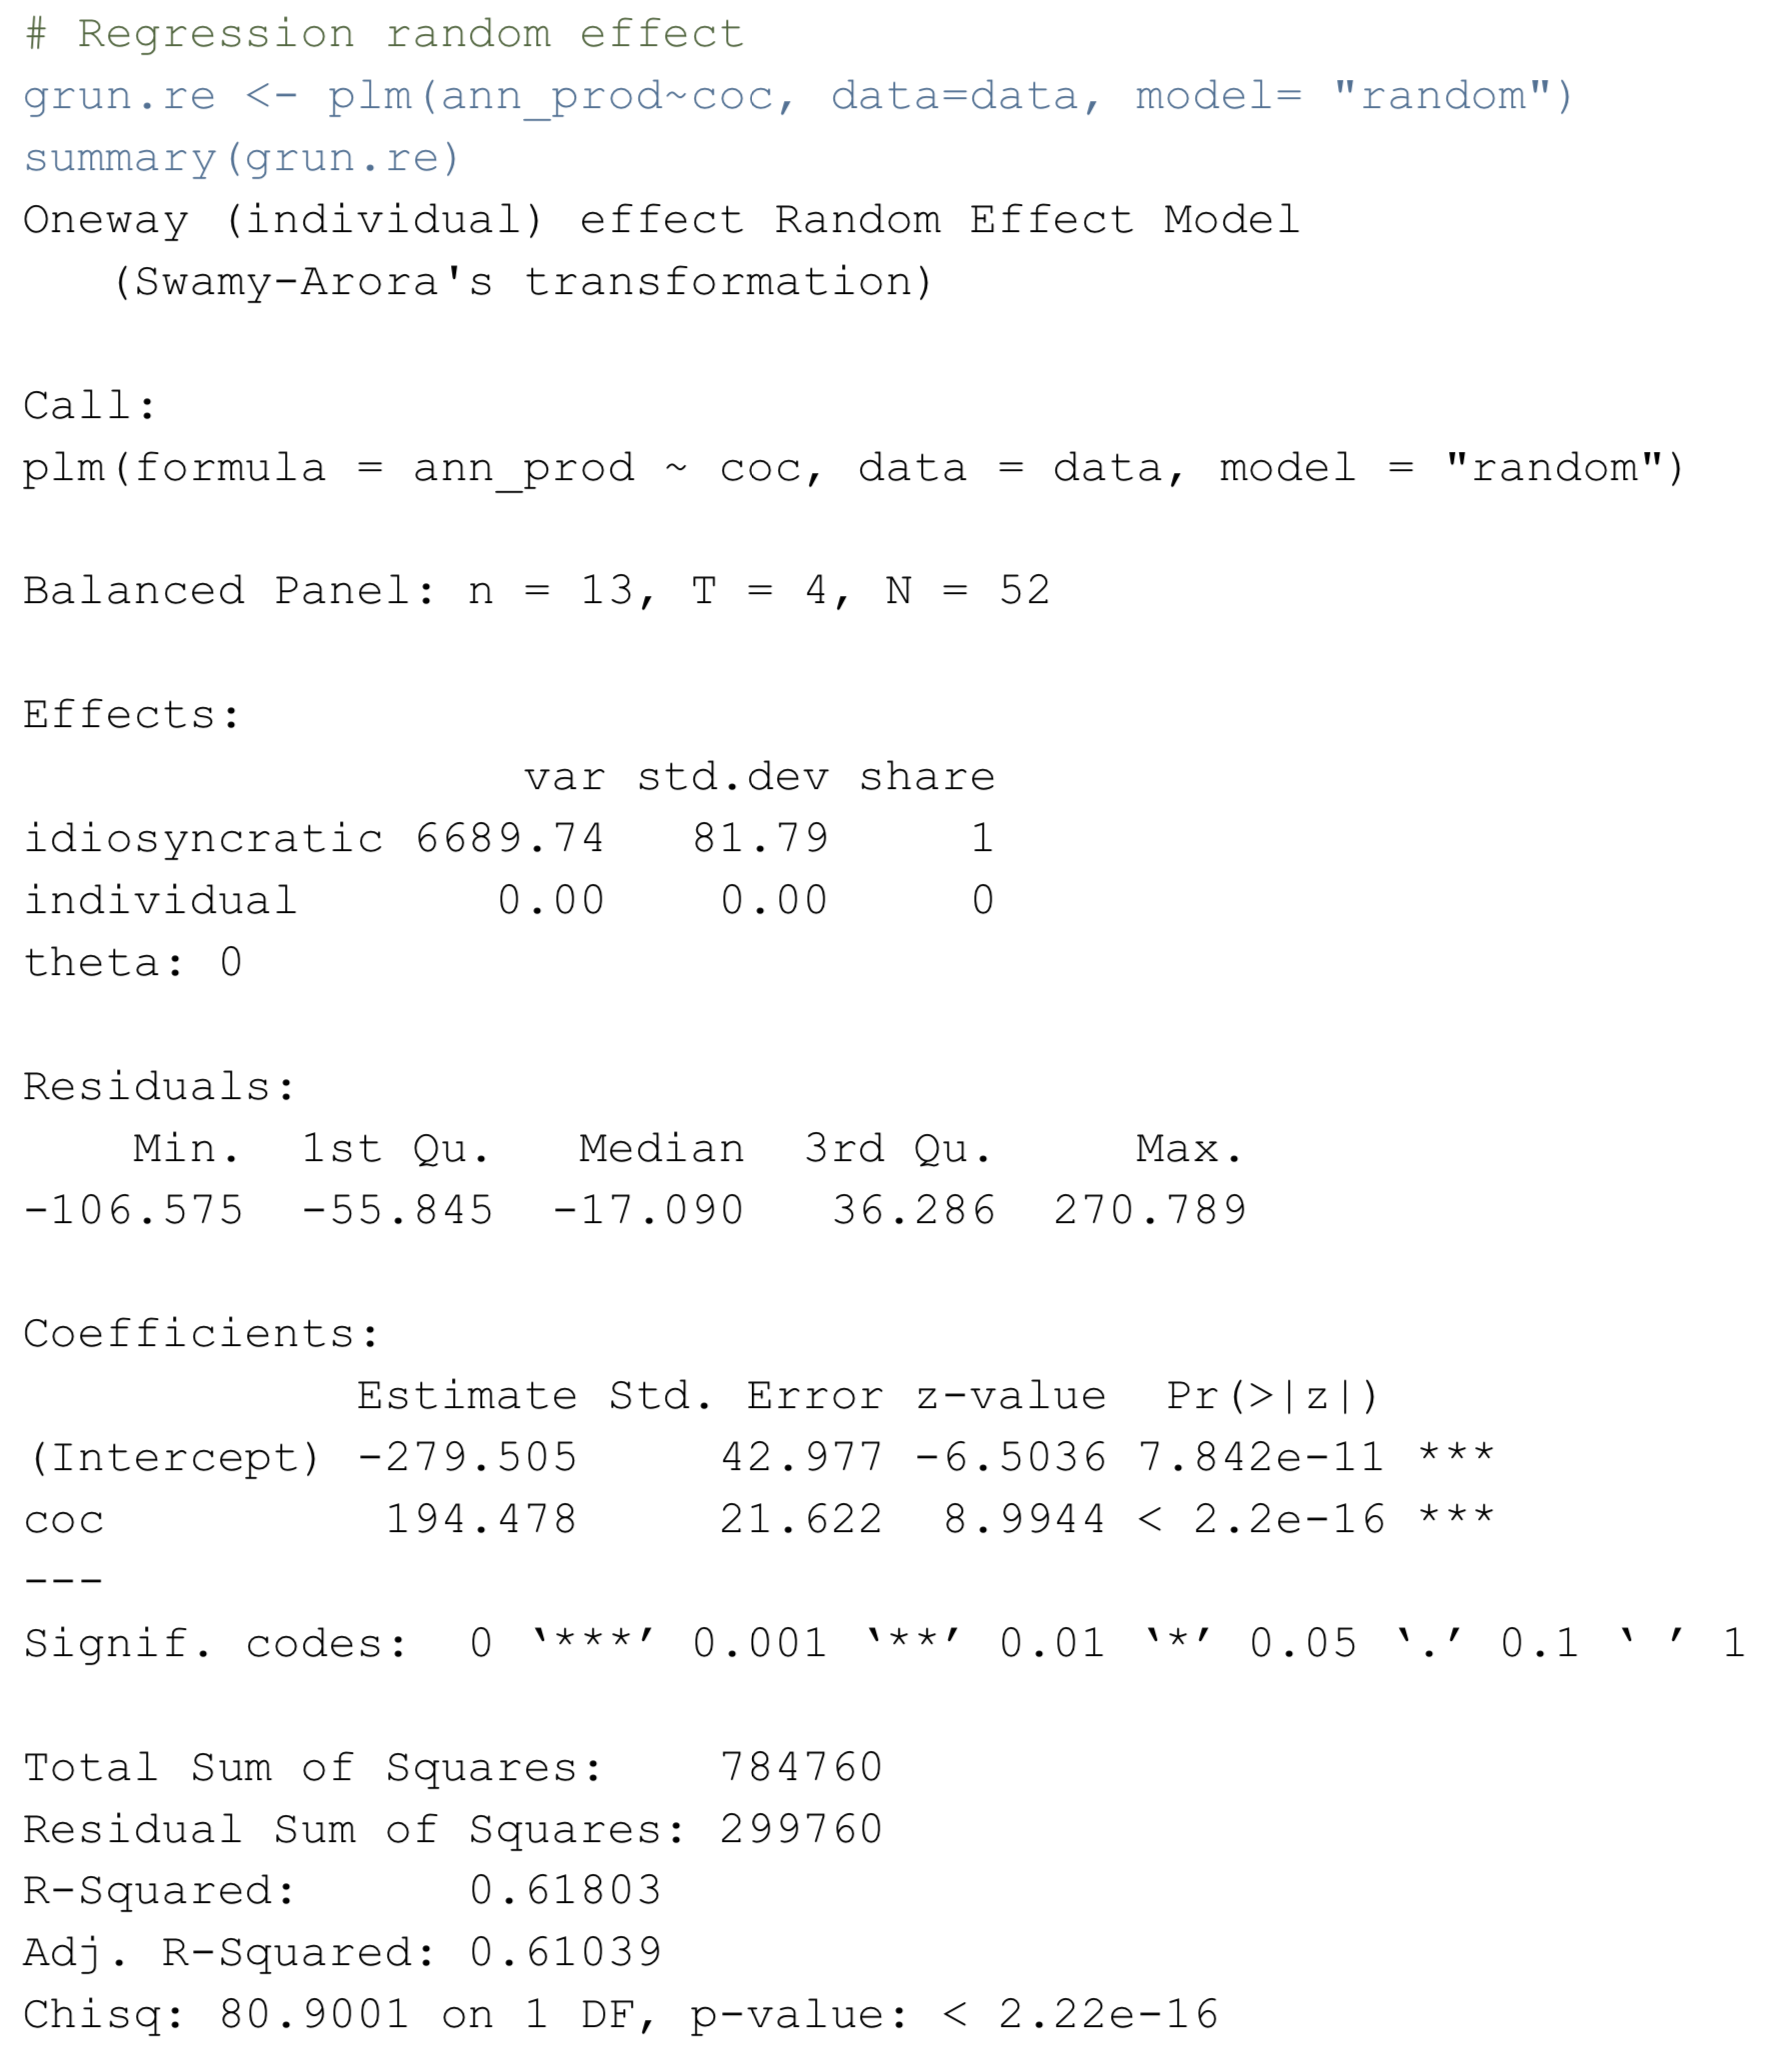 # Regression random effect
grun.re <- plm(ann_prod~coc, data=data, model= "random")
summary(grun.re)
Oneway (individual) effect Random Effect Model
   (Swamy-Arora's transformation)

Call:
plm(formula = ann_prod ~ coc, data = data, model = "random")

Balanced Panel: n = 13, T = 4, N = 52

Effects:
                  var std.dev share
idiosyncratic 6689.74   81.79     1
individual       0.00    0.00     0
theta: 0

Residuals:
    Min.  1st Qu.   Median  3rd Qu.     Max.
-106.575  -55.845  -17.090   36.286  270.789

Coefficients:
            Estimate Std. Error z-value  Pr(>|z|)
(Intercept) -279.505     42.977 -6.5036 7.842e-11 ***
coc          194.478     21.622  8.9944 < 2.2e-16 ***
---
Signif. codes:  0 ‘***’ 0.001 ‘**’ 0.01 ‘*’ 0.05 ‘.’ 0.1 ‘ ’ 1

Total Sum of Squares:    784760
Residual Sum of Squares: 299760
R-Squared:      0.61803
Adj. R-Squared: 0.61039
Chisq: 80.9001 on 1 DF, p-value: < 2.22e-16